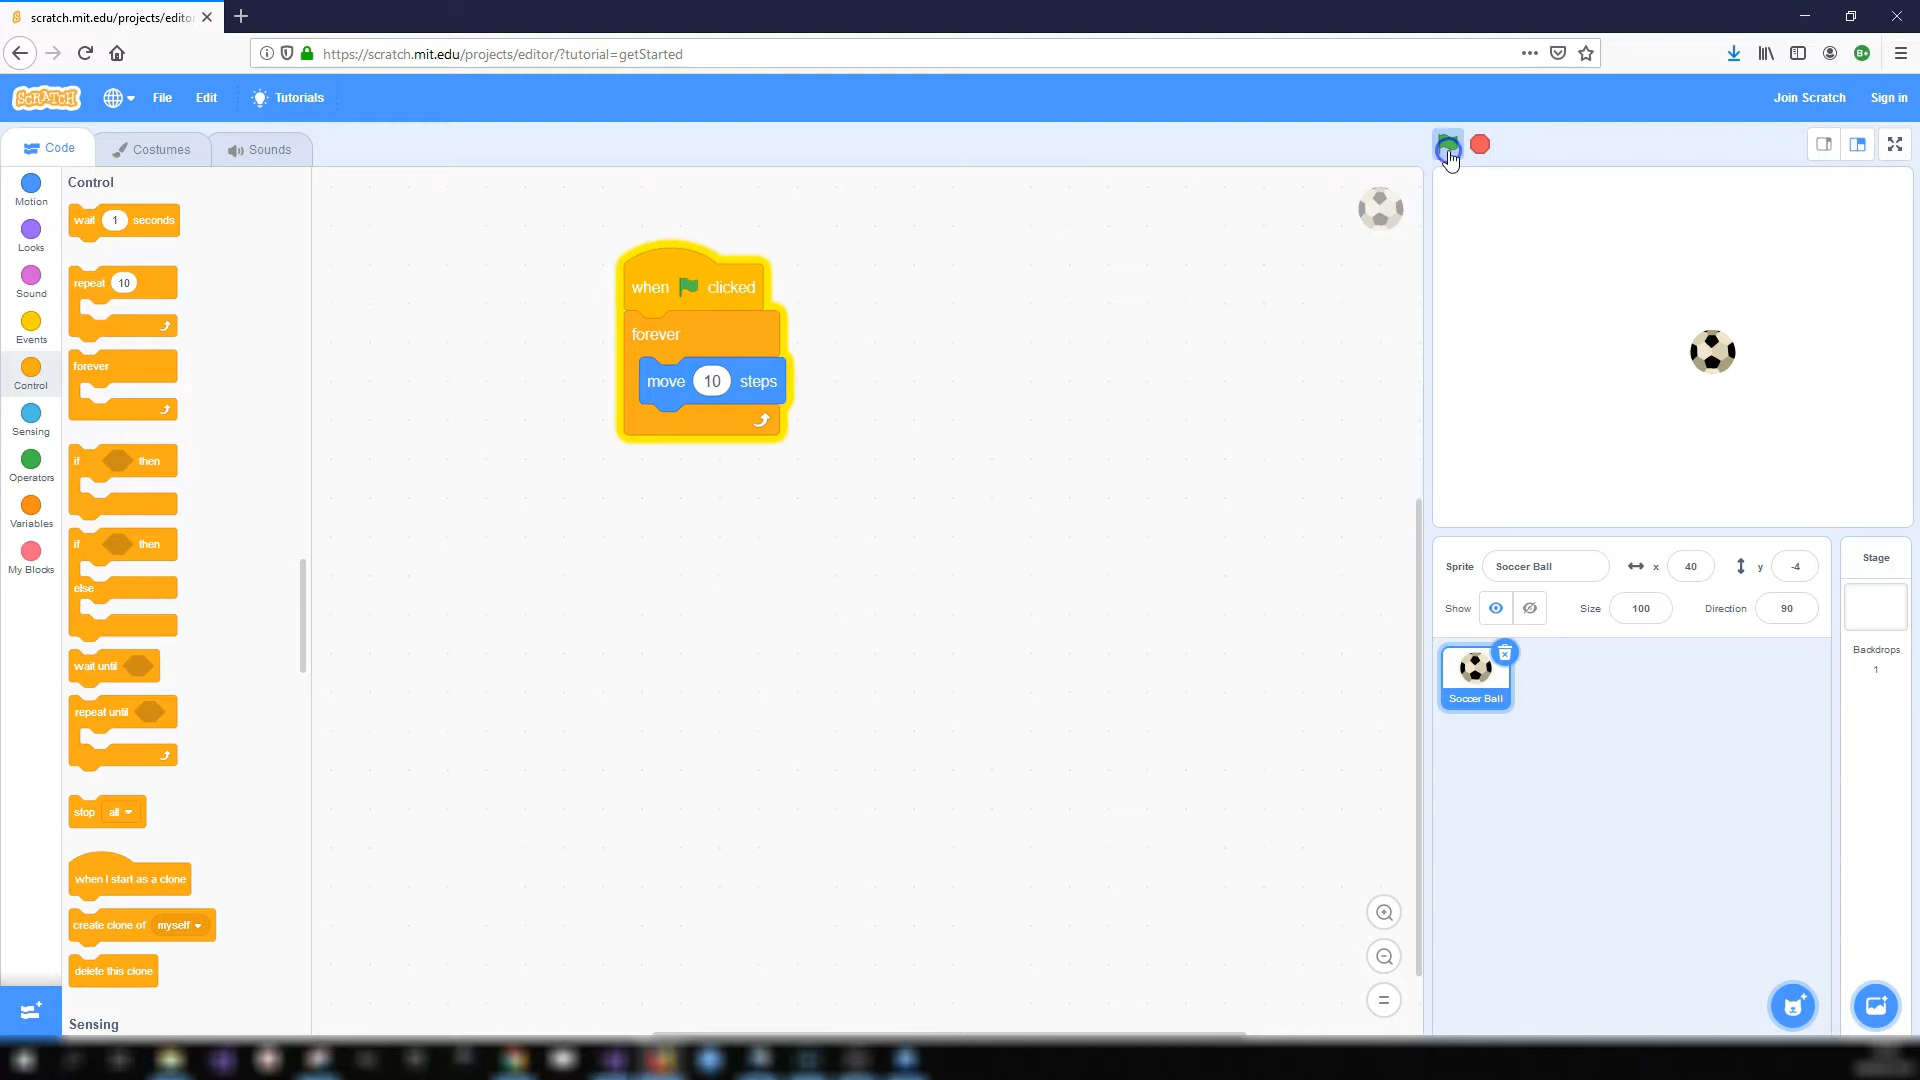 scratch.mit.edu/projects/edito
https://scratch.mit.edu/projects/editor/?tutorial=getStarted
B+
SCRATCH File Edit Tutorials Join Scratch Sign in
Code Costumes Sounds
Motion
Looks
Sound
Events
Control
Sensing
Operators
Variables
My Blocks
Control
wait 1 seconds
repeat 10
forever
if then
if then
else
wait until
repeat until
stop all
when I start as a clone
create clone of myself
delete this clone
Sensing
when clicked
forever
move 10 steps
Sprite Soccer Ball x 40 y -4
Show Size 100 Direction 90
Soccer Ball
Stage
Backdrops
1